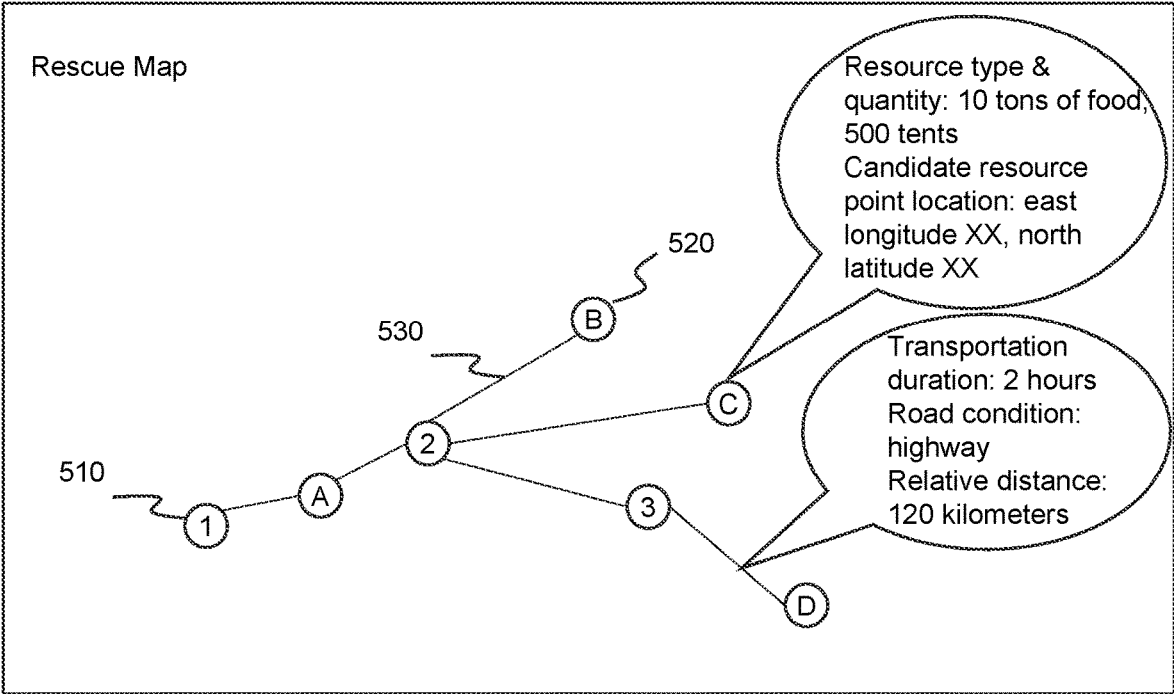 Rescue Map
Resource type &
quantity: 10 tons of food,
500 tents
Candidate resource
point location: east
longitude XX, north
latitude XX
520
B
530
Transportation
duration: 2 hours
Road condition:
highway
Relative distance:
120 kilometers
C
2
510
A
3
1
D